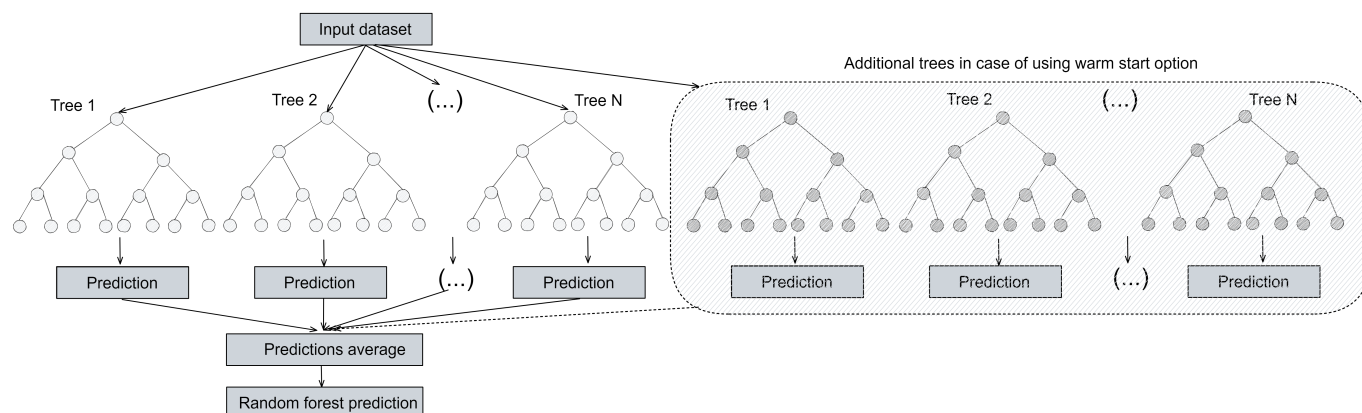 Input dataset
Additional trees in case of using warm start option
Tree 1
Tree 2
(...)
Tree N
Tree 1
Tree 2
(...)
Tree N
Prediction
Prediction
(...)
Prediction
Prediction
Prediction
(...)
Prediction
Predictions average
Random forest prediction